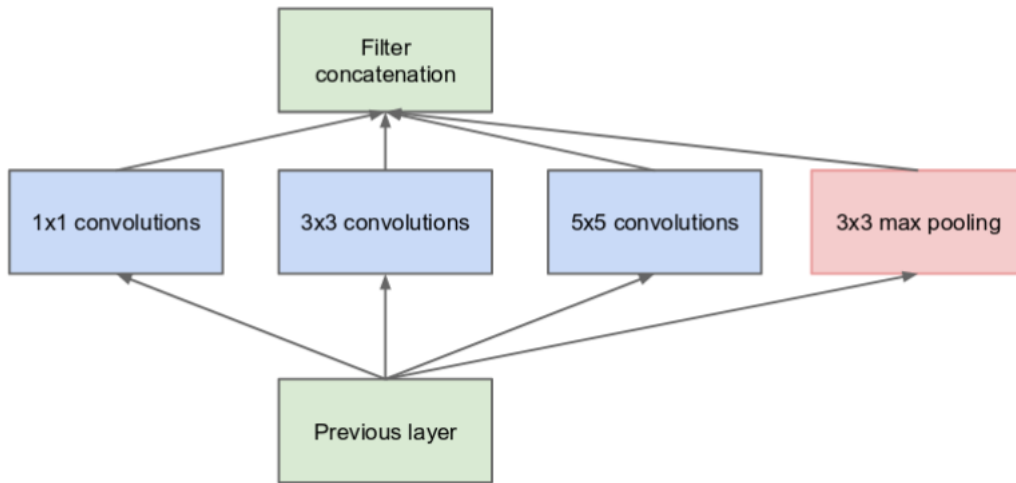 Filter
concatenation
1x1 convolutions
3x3 convolutions
5x5 convolutions
3x3 max pooling
Previous layer